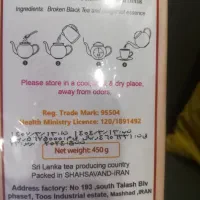 ingredients: Broken Black Tea and
essence
Please store in a cool, & dry place,
away from odors.
Reg: Trade Mark: 96504
Health Ministry Licence: 120/1891492
Net weight: 450 g
Sri Lanka tea producing country
Packed in SHAHSAVAND-IRAN
Address factory: No 193 ,south Talash Blv
phase1, Toos Industrial estate, Mashhad ,IRAN